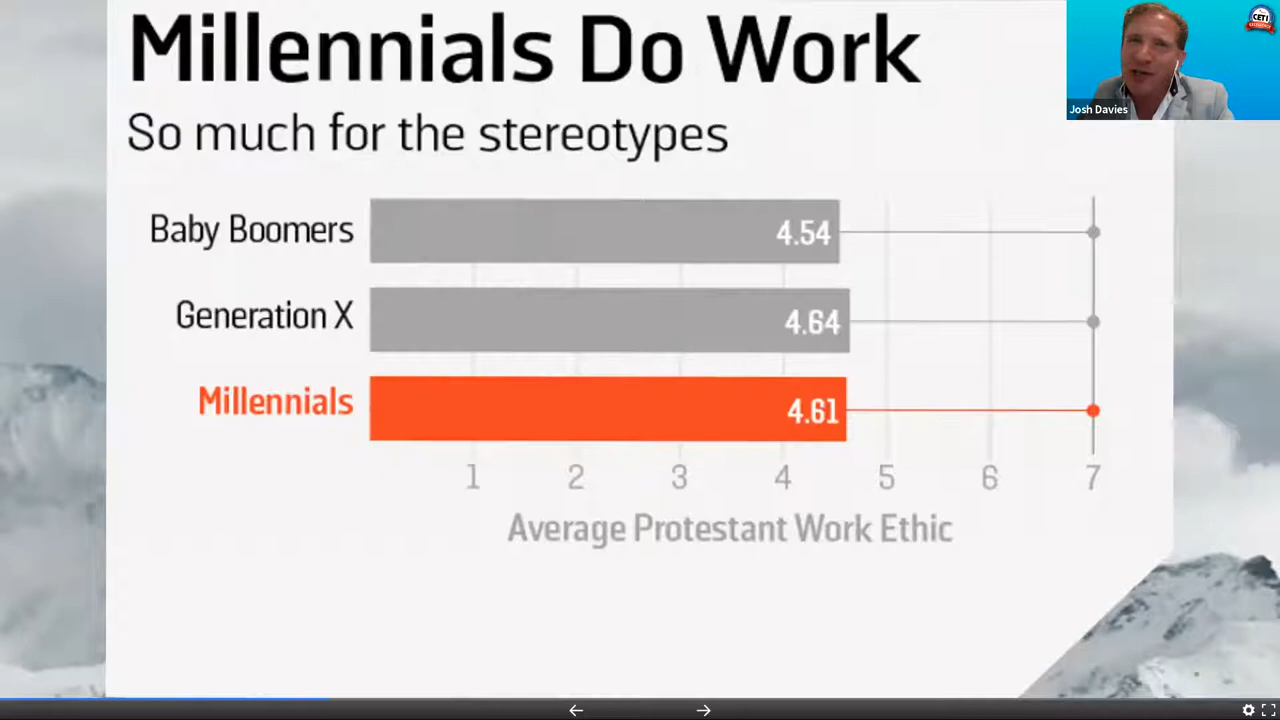 Millennials Do Work
So much for the stereotypes
Baby Boomers 4.54
Generation X 4.64
Millennials 4.61
1 2 3 4 5 6 7
Average Protestant Work Ethic
Josh Davies
CETI